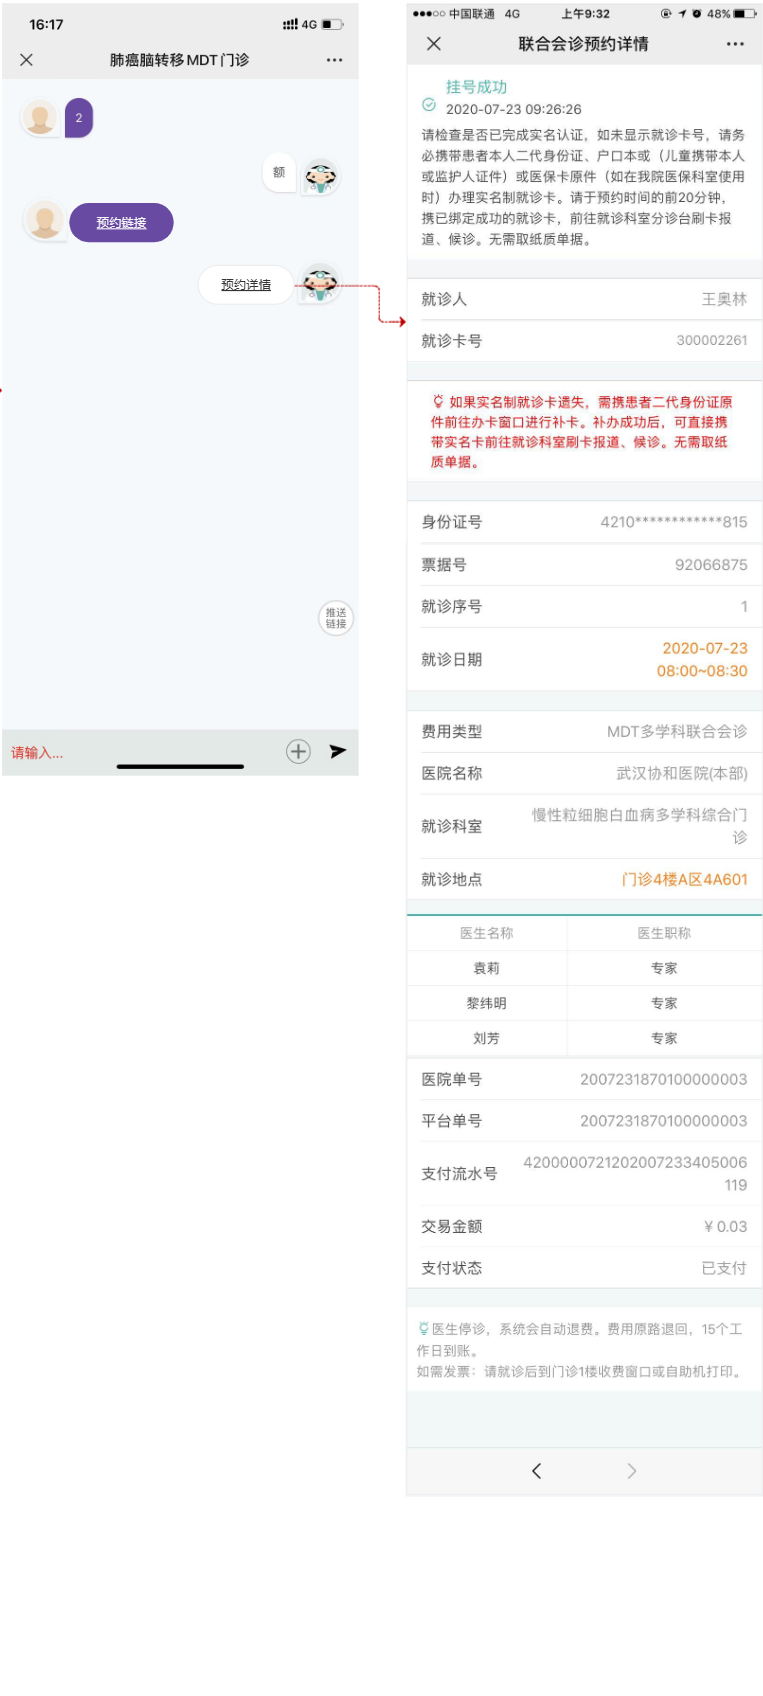 16:17
4G
肺癌脑转移MDT门诊
2
额
预约链接
预约详情
推送
链接
请输入...
中国联通 4G 上午9:32 48%
联合会诊预约详情
挂号成功
2020-07-23 09:26:26
请检查是否已完成实名认证，如未显示就诊卡号，请务
必携带患者本人二代身份证、户口本或（儿童携带本人
或监护人证件）或医保卡原件（如在我院医保科室使用
时）办理实名制就诊卡。请于预约时间的前20分钟，
携已绑定成功的就诊卡，前往就诊科室分诊台刷卡报
道、候诊。无需取纸质单据。
就诊人 王奥林
就诊卡号 300002261
如果实名制就诊卡遗失，需携患者二代身份证原
件前往办卡窗口进行补卡。补办成功后，可直接携
带实名卡前往就诊科室刷卡报道、候诊。无需取纸
质单据。
身份证号 4210************815
票据号 92066875
就诊序号 1
就诊日期 2020-07-23
08:00~08:30
费用类型 MDT多学科联合会诊
医院名称 武汉协和医院(本部)
就诊科室 慢性粒细胞白血病多学科综合门
诊
就诊地点 门诊4楼A区4A601
医生名称 医生职称
袁莉 专家
黎纬明 专家
刘芳 专家
医院单号 2007231870100000003
平台单号 2007231870100000003
支付流水号 4200000721202007233405006
119
交易金额 ¥ 0.03
支付状态 已支付
医生停诊，系统会自动退费。费用原路退回，15个工
作日到账。
如需发票：请就诊后到门诊1楼收费窗口或自助机打印。